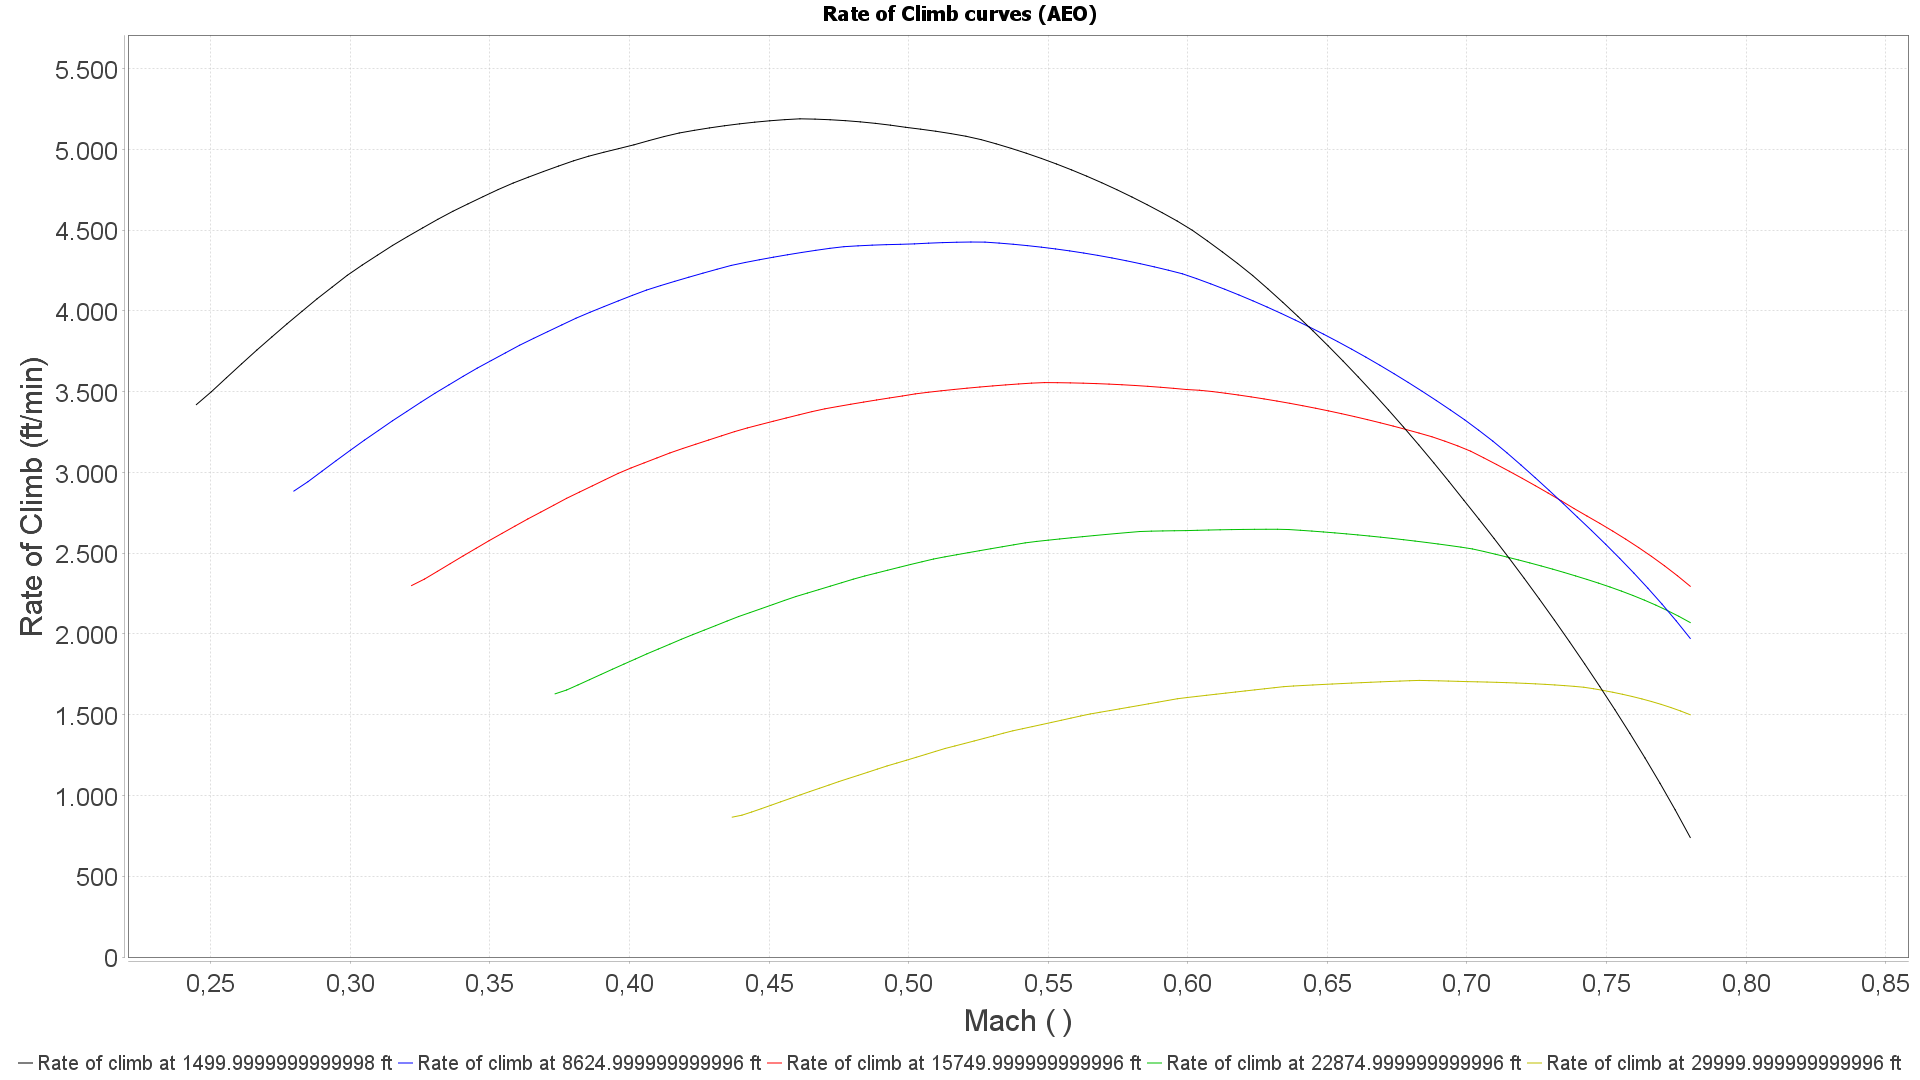 Rate of Climb curves (AEO)
Rate of Climb (ft/min)
5.500
5.000
4.500
4.000
3.500
3.000
2.500
2.000
1.500
1.000
500
0
0,25 0,30 0,35 0,40 0,45 0,50 0,55 0,60 0,65 0,70 0,75 0,80 0,85
Mach ( )
Rate of climb at 1499.9999999999998 ft Rate of climb at 8624.999999999996 ft Rate of climb at 15749.999999999996 ft Rate of climb at 22874.999999999996 ft Rate of climb at 29999.999999999996 ft